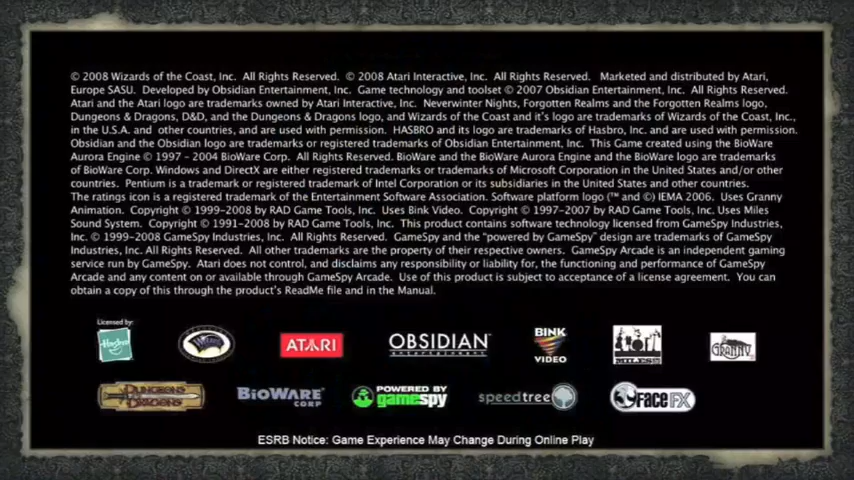 © 2008 Wizards of the Coast, Inc. All Rights Reserved. © 2008 Atari Interactive, Inc. All Rights Reserved. Marketed and distributed by Atari,
Europe SASU. Developed by Obsidian Entertainment, Inc. Game technology and toolset © 2007 Obsidian Entertainment, Inc. All Rights Reserved.
Atari and the Atari logo are trademarks owned by Atari Interactive, Inc. Neverwinter Nights, Forgotten Realms and the Forgotten Realms logo,
Dungeons & Dragons, D&D, and the Dungeons & Dragons logo, and Wizards of the Coast and it's logo are trademarks of Wizards of the Coast, Inc.,
in the U.S.A. and other countries, and are used with permission. HASBRO and its logo are trademarks of Hasbro, Inc. and are used with permission.
Obsidian and the Obsidian logo are trademarks or registered trademarks of Obsidian Entertainment, Inc. This Game created using the BioWare
Aurora Engine © 1997 - 2004 BioWare Corp. All Rights Reserved. BioWare and the BioWare Aurora Engine and the BioWare logo are trademarks
of BioWare Corp. Windows and DirectX are either registered trademarks or trademarks of Microsoft Corporation in the United States and/or other
countries. Pentium is a trademark or registered trademark of Intel Corporation or its subsidiaries in the United States and other countries.
The ratings icon is a registered trademark of the Entertainment Software Association. Software platform logo (™ and ©) IEMA 2006. Uses Granny
Animation. Copyright © 1999-2008 by RAD Game Tools, Inc. Uses Bink Video. Copyright © 1997-2007 by RAD Game Tools, Inc. Uses Miles
Sound System. Copyright © 1991-2008 by RAD Game Tools, Inc. This product contains software technology licensed from GameSpy Industries,
Inc. © 1999-2008 GameSpy Industries, Inc. All Rights Reserved. GameSpy and the "powered by GameSpy" design are trademarks of GameSpy
Industries, Inc. All Rights Reserved. All other trademarks are the property of their respective owners. GameSpy Arcade is an independent gaming
service run by GameSpy. Atari does not control, and disclaims any responsibility or liability for, the functioning and performance of GameSpy
Arcade and any content on or available through GameSpy Arcade. Use of this product is subject to acceptance of a license agreement. You can
obtain a copy of this through the product's ReadMe file and in the Manual.
Licensed by:
Hasbro
Wizards
ATARI
OBSIDIAN
entertainment
BINK
VIDEO
MILES
GRANNY
DUNGEONS & DRAGONS
BIOWARE
CORP
POWERED BY
gamespy
speedtree
FaceFX
ESRB Notice: Game Experience May Change During Online Play